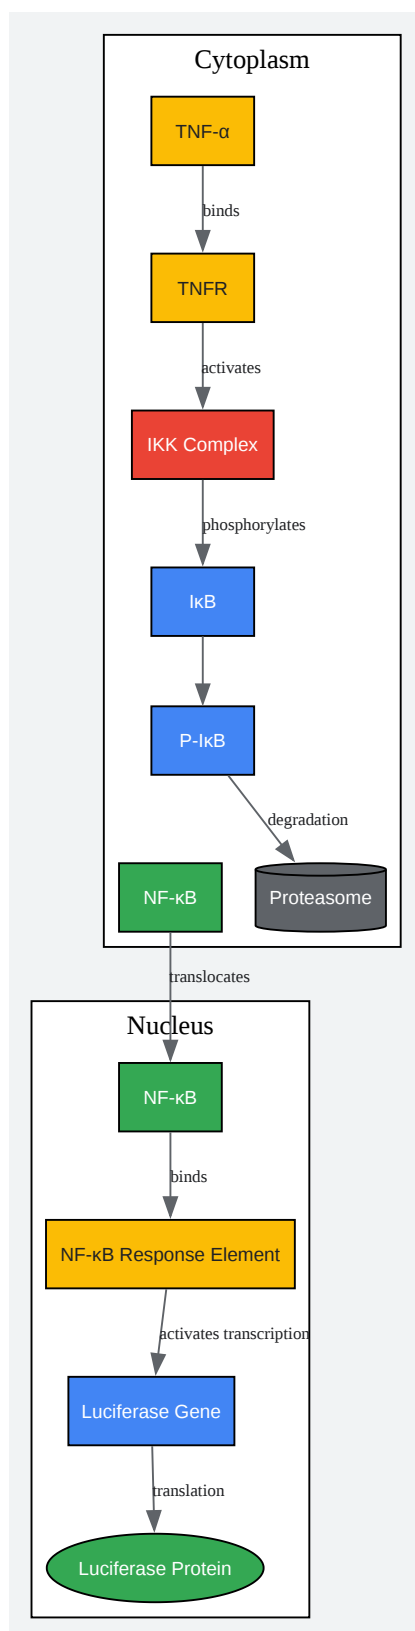 Cytoplasm
TNF-α
binds
TNFR
activates
IKK Complex
phosphorylates
IκB
P-IκB
degradation
NF-κB
Proteasome
translocates
Nucleus
NF-κB
binds
NF-κB Response Element
activates transcription
Luciferase Gene
translation
Luciferase Protein